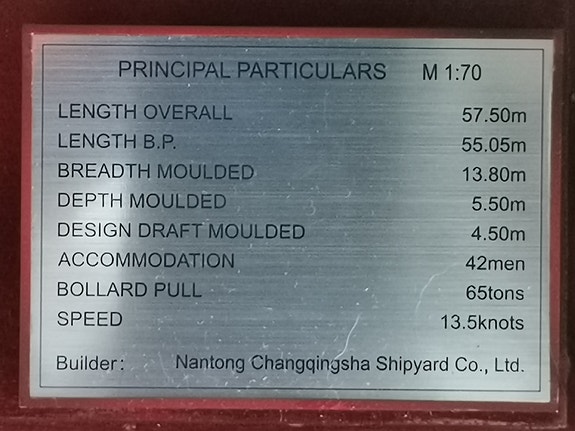 PRINCIPAL PARTICULARS M 1:70
LENGTH OVERALL 57.50m
LENGTH B.P. 55.05m
BREADTH MOULDED 13.80m
DEPTH MOULDED 5.50m
DESIGN DRAFT MOULDED 4.50m
ACCOMMODATION 42men
BOLLARD PULL 65tons
SPEED 13.5knots
Builder: Nantong Changqingsha Shipyard Co., Ltd.